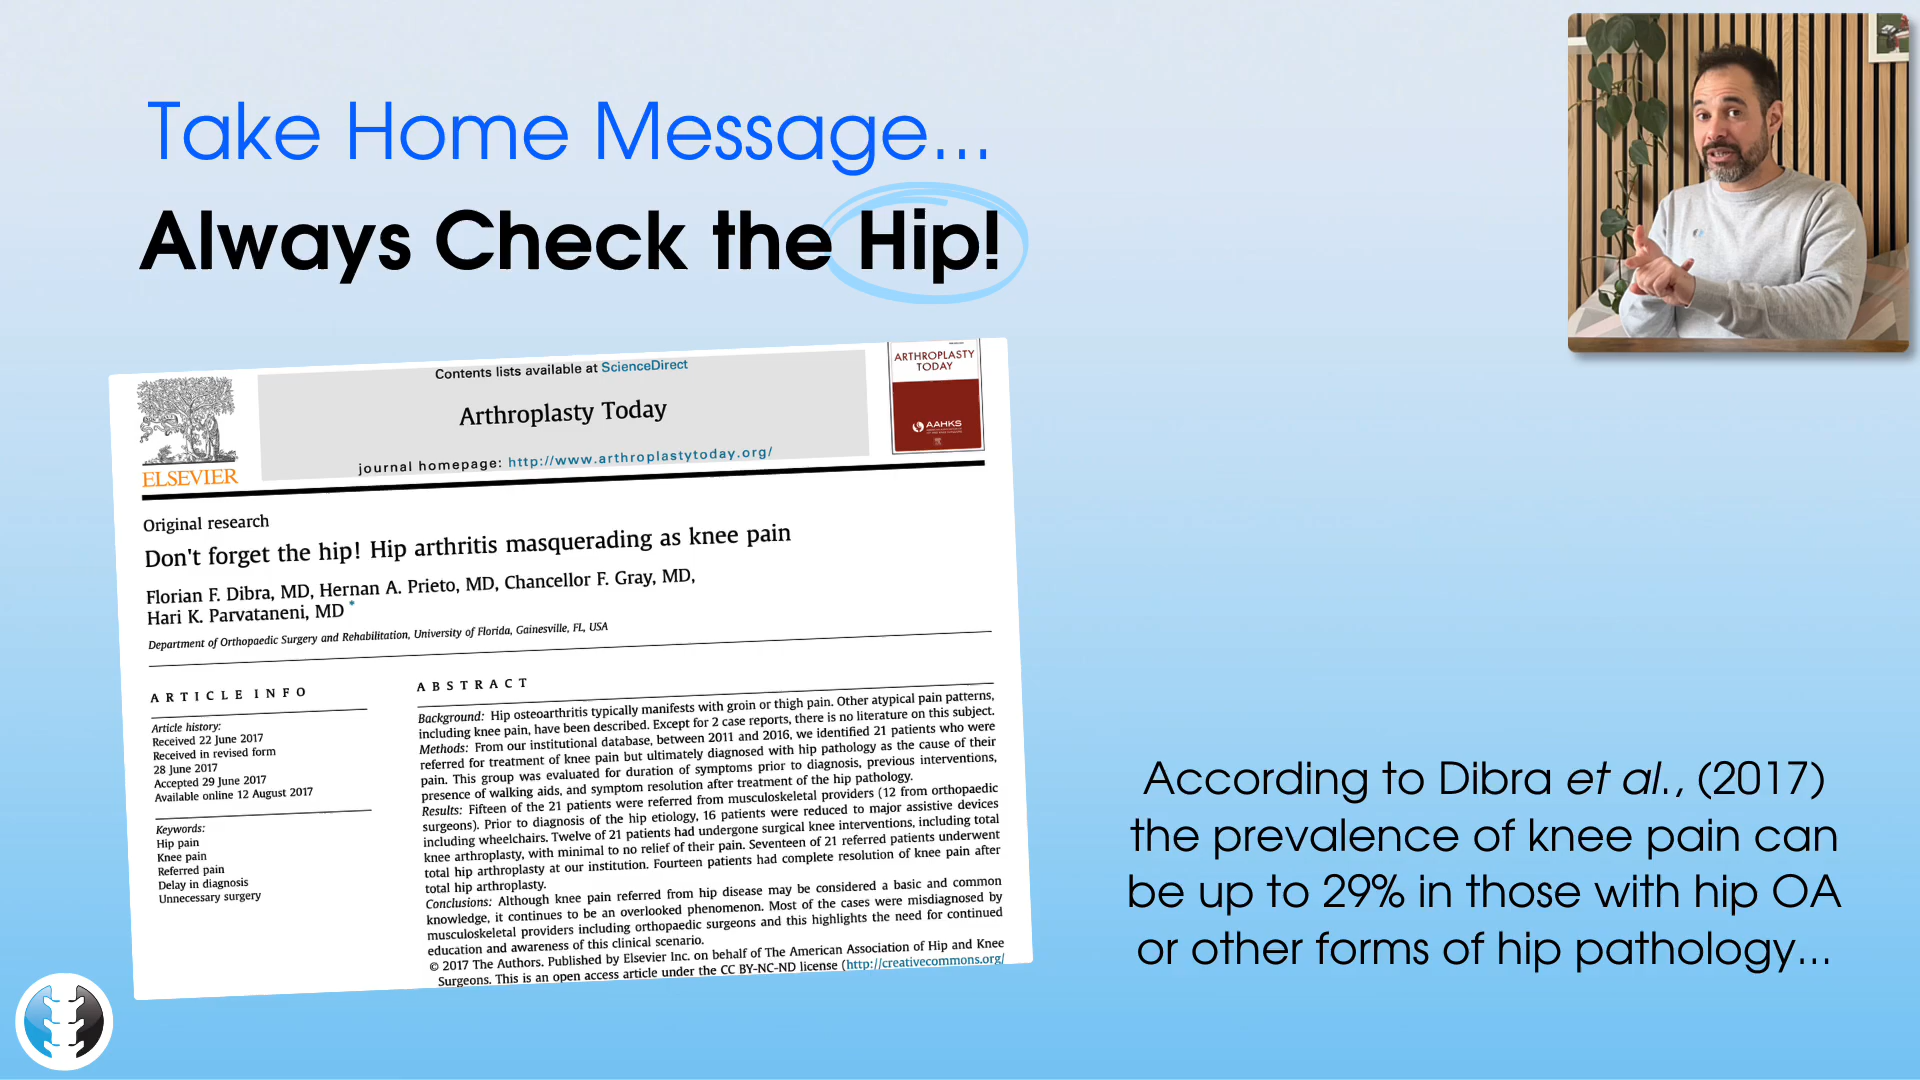 Take Home Message...
Always Check the Hip!
Contents lists available at ScienceDirect
Arthroplasty Today
journal homepage: http://www.arthroplastytoday.org/
ELSEVIER
ARTHROPLASTY
TODAY
AAHKS
Original research
Don't forget the hip! Hip arthritis masquerading as knee pain
Florian F. Dibra, MD, Hernan A. Prieto, MD, Chancellor F. Gray, MD,
Hari K. Parvataneni, MD *
Department of Orthopaedic Surgery and Rehabilitation, University of Florida, Gainesville, FL, USA
ARTICLE INFO
Article history:
Received 22 June 2017
Received in revised form
28 June 2017
Accepted 29 June 2017
Available online 12 August 2017
Keywords:
Hip pain
Knee pain
Referred pain
Delay in diagnosis
Unnecessary surgery
ABSTRACT
Background: Hip osteoarthritis typically manifests with groin or thigh pain. Other atypical pain patterns,
including knee pain, have been described. Except for 2 case reports, there is no literature on this subject.
Methods: From our institutional database, between 2011 and 2016, we identified 21 patients who were
referred for treatment of knee pain but ultimately diagnosed with hip pathology as the cause of their
pain. This group was evaluated for duration of symptoms prior to diagnosis, previous interventions,
presence of walking aids, and symptom resolution after treatment of the hip pathology.
Results: Fifteen of the 21 patients were referred from musculoskeletal providers (12 from orthopaedic
surgeons). Prior to diagnosis of the hip etiology, 16 patients were reduced to major assistive devices
including wheelchairs. Twelve of 21 patients had undergone surgical knee interventions, including total
knee arthroplasty, with minimal to no relief of their pain. Seventeen of 21 referred patients underwent
total hip arthroplasty at our institution. Fourteen patients had complete resolution of knee pain after
total hip arthroplasty.
Conclusions: Although knee pain referred from hip disease may be considered a basic and common
knowledge, it continues to be an overlooked phenomenon. Most of the cases were misdiagnosed by
musculoskeletal providers including orthopaedic surgeons and this highlights the need for continued
education and awareness of this clinical scenario.
© 2017 The Authors. Published by Elsevier Inc. on behalf of The American Association of Hip and Knee
Surgeons. This is an open access article under the CC BY-NC-ND license (http://creativecommons.org/
According to Dibra et al., (2017)
the prevalence of knee pain can
be up to 29% in those with hip OA
or other forms of hip pathology...